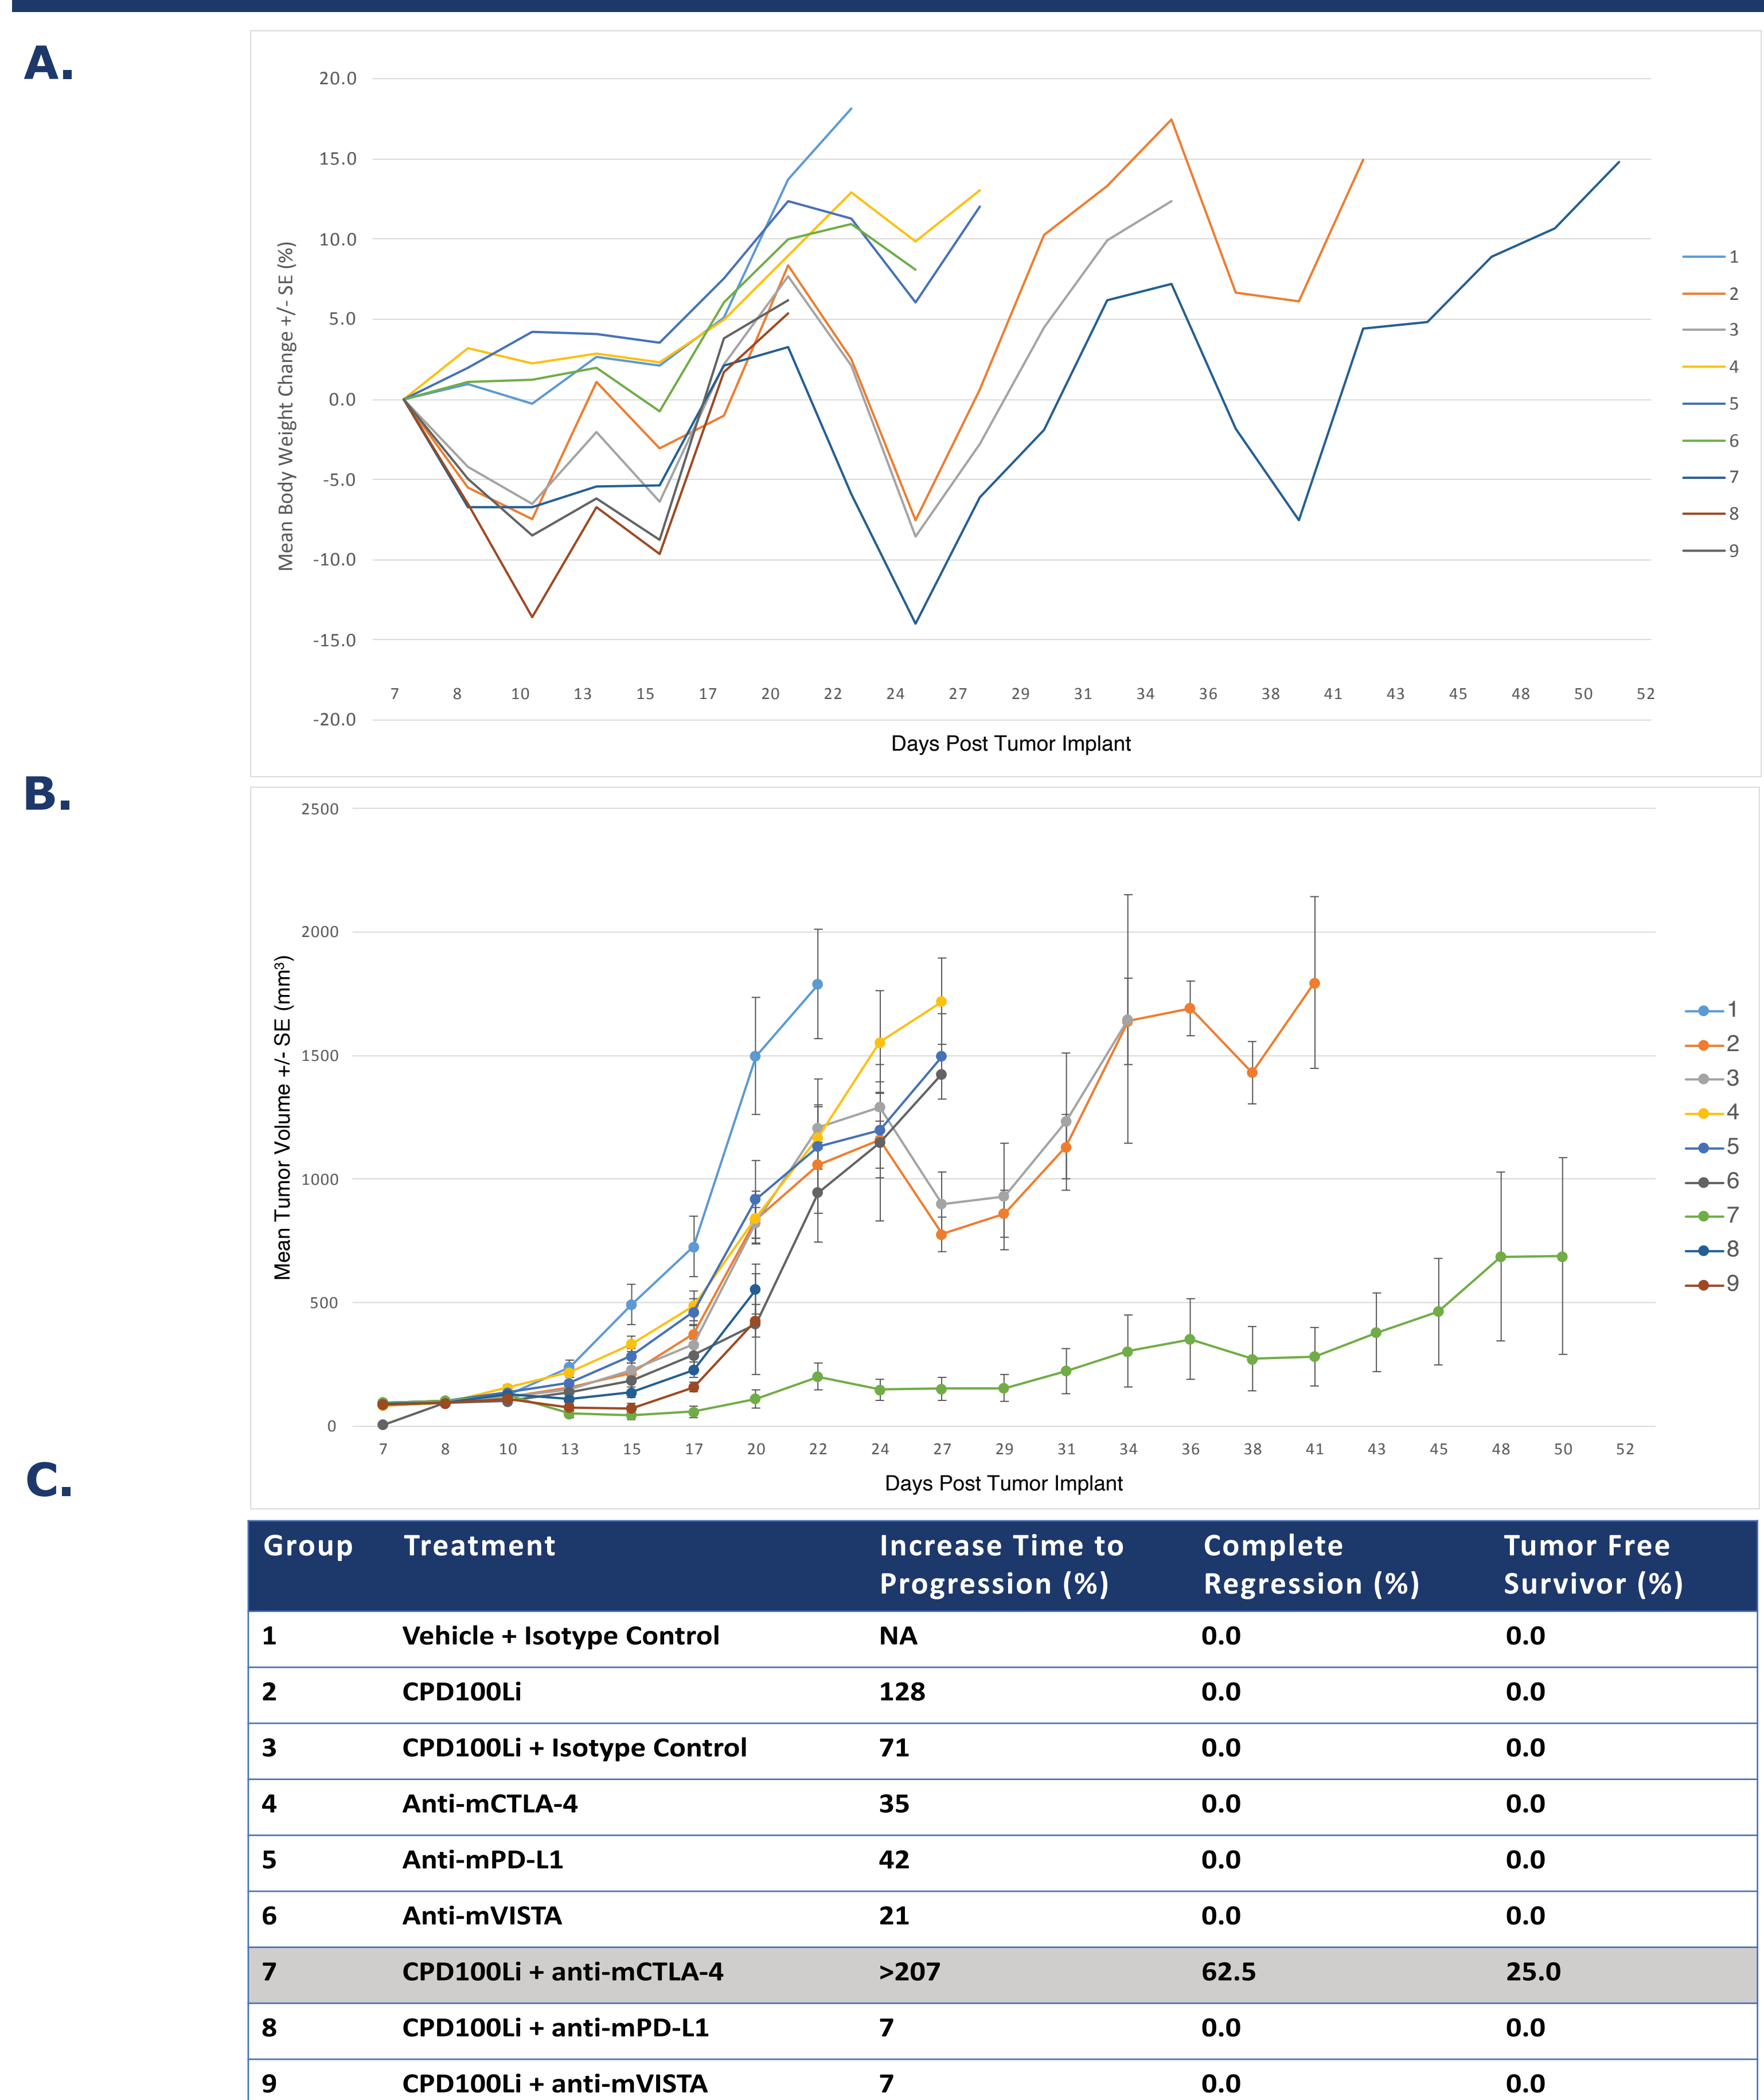 A.
20.0
15.0
10.0
5.0
0.0
-5.0
-10.0
-15.0
-20.0
Mean Body Weight Change +/- SE (%)
7 8 10 13 15 17 20 22 24 27 29 31 34 36 38 41 43 45 48 50 52
Days Post Tumor Implant
1
2
3
4
5
6
7
8
9
B.
2500
2000
1500
1000
500
0
Mean Tumor Volume +/- SE (mm³)
7 8 10 13 15 17 20 22 24 27 29 31 34 36 38 41 43 45 48 50 52
Days Post Tumor Implant
1
2
3
4
5
6
7
8
9
C.
Group Treatment Increase Time to Complete Tumor Free
Progression (%) Regression (%) Survivor (%)
1 Vehicle + Isotype Control NA 0.0 0.0
2 CPD100Li 128 0.0 0.0
3 CPD100Li + Isotype Control 71 0.0 0.0
4 Anti-mCTLA-4 35 0.0 0.0
5 Anti-mPD-L1 42 0.0 0.0
6 Anti-mVISTA 21 0.0 0.0
7 CPD100Li + anti-mCTLA-4 >207 62.5 25.0
8 CPD100Li + anti-mPD-L1 7 0.0 0.0
9 CPD100Li + anti-mVISTA 7 0.0 0.0